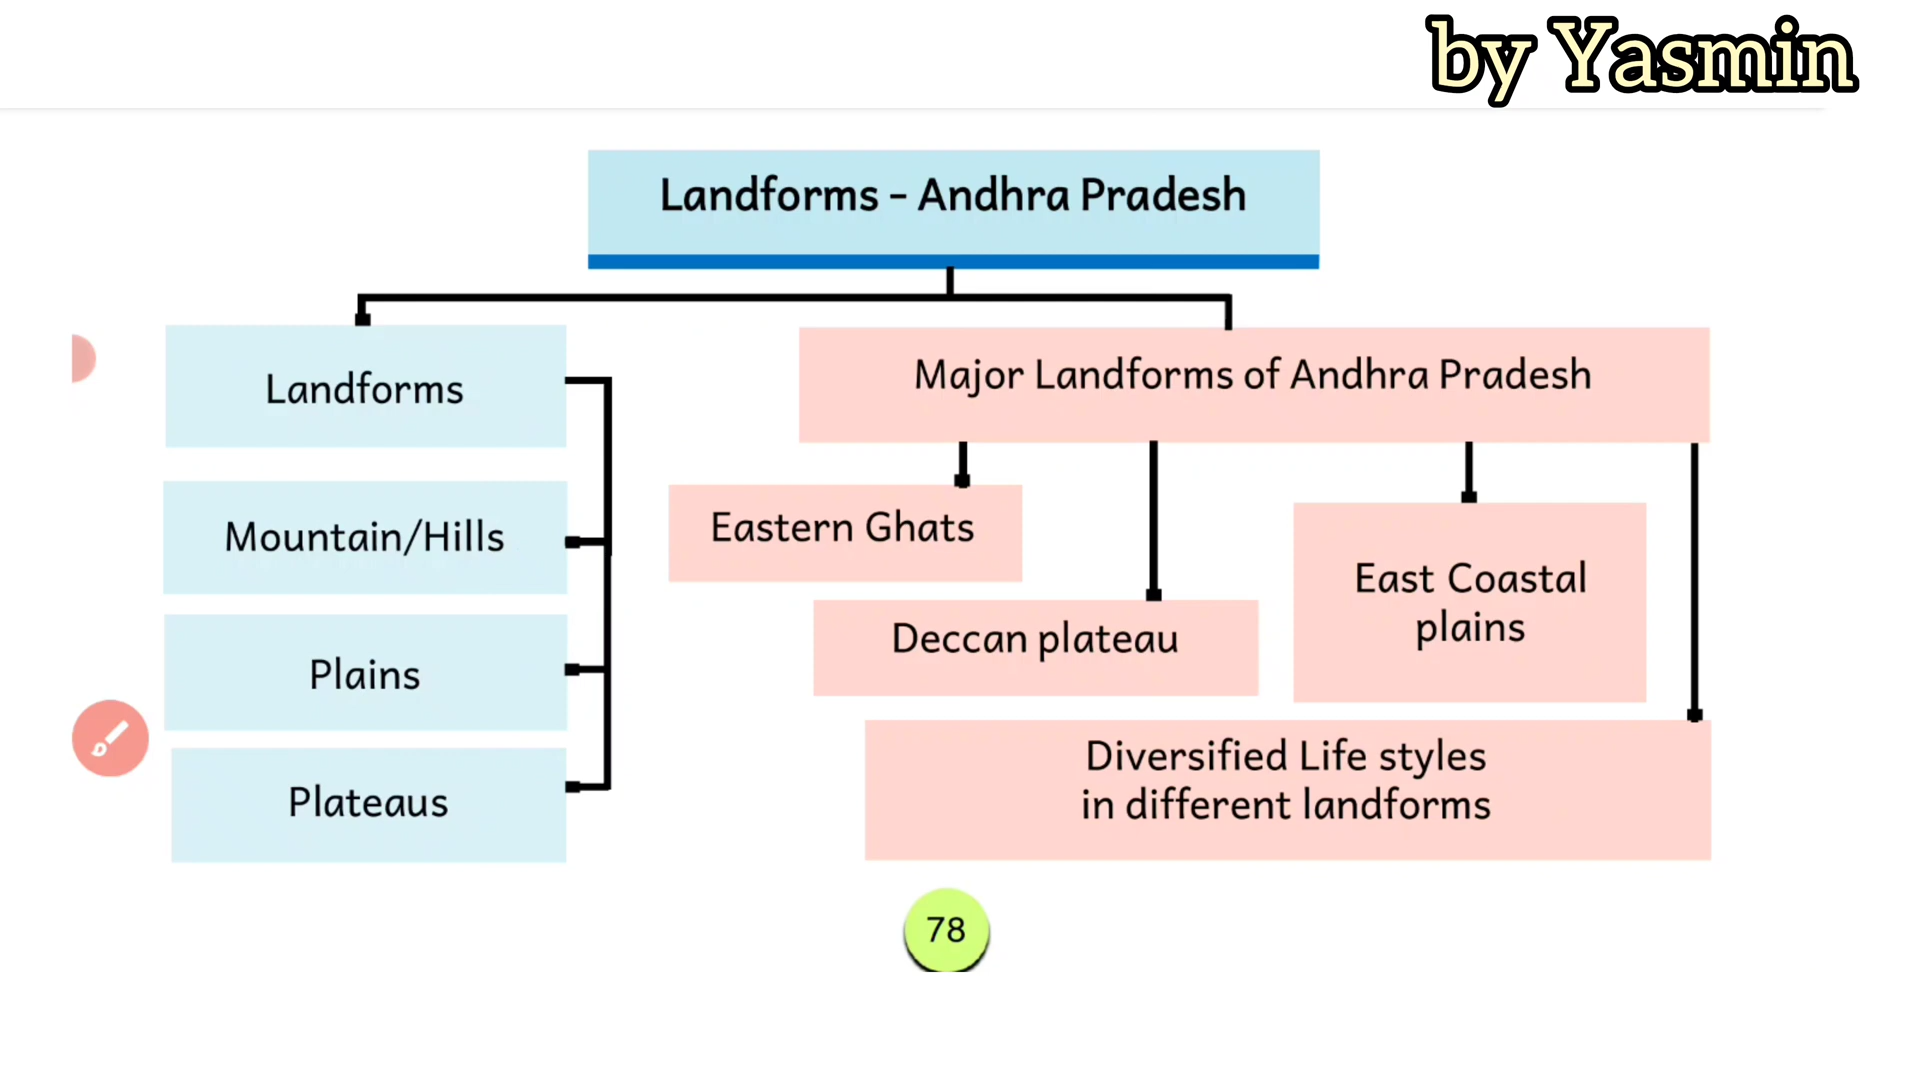 by Yasmin
Landforms - Andhra Pradesh
Landforms
Major Landforms of Andhra Pradesh
Mountain/Hills
Eastern Ghats
East Coastal
plains
Deccan plateau
Plains
Diversified Life styles
in different landforms
Plateaus
78